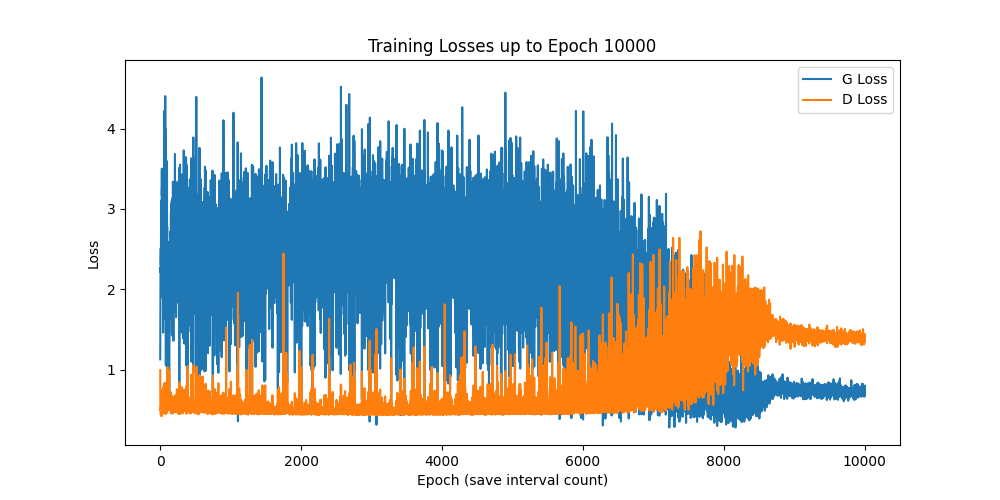 Training Losses up to Epoch 10000
G Loss
D Loss
4
3
2
1
Loss
0
2000
4000
6000
8000
10000
Epoch (save interval count)